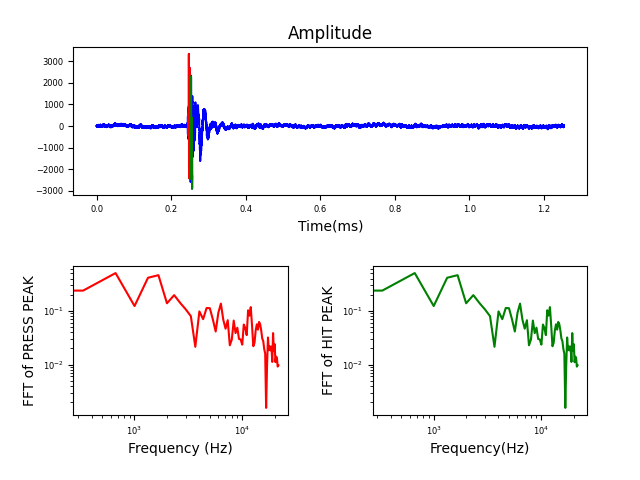 Amplitude
3000
2000
1000
0
−1000
−2000
−3000
0.0 0.2 0.4 0.6 0.8 1.0 1.2
Time(ms)
FFT of PRESS PEAK
10⁻¹
10⁻²
10³ 10⁴
Frequency (Hz)
FFT of HIT PEAK
10⁻¹
10⁻²
10³ 10⁴
Frequency(Hz)